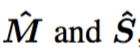 M̂ and Ŝ.